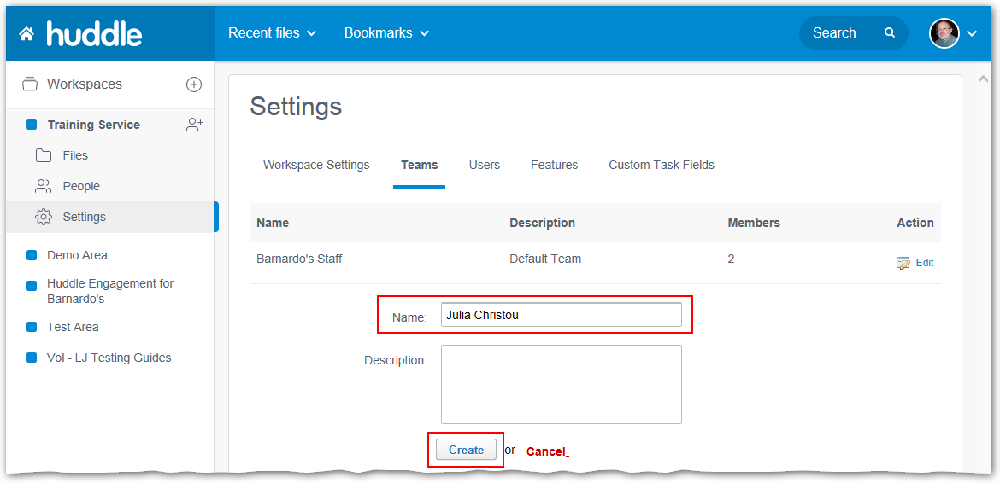 huddle
Recent files
Bookmarks
Search
Workspaces
Training Service
Files
People
Settings
Demo Area
Huddle Engagement for
Barnardo's
Test Area
Vol - LJ Testing Guides
Settings
Workspace Settings Teams Users Features Custom Task Fields
Name Description Members Action
Barnardo's Staff Default Team 2 Edit
Name: Julia Christou
Description:
Create or Cancel